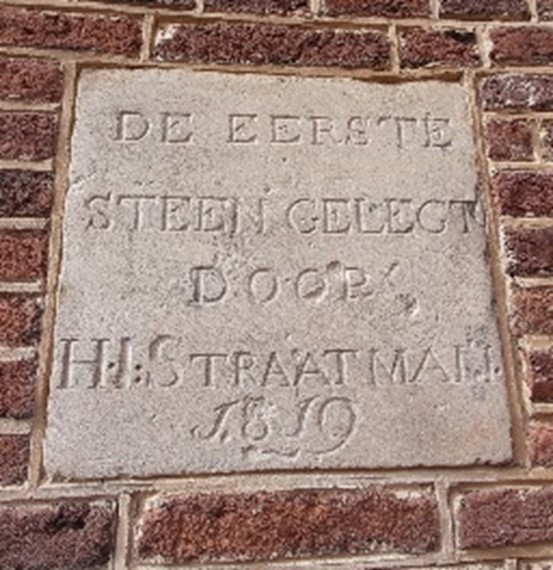 DE EERSTE
STEEN GELEGT
DOOR
H:I: STRAATMAN
1819